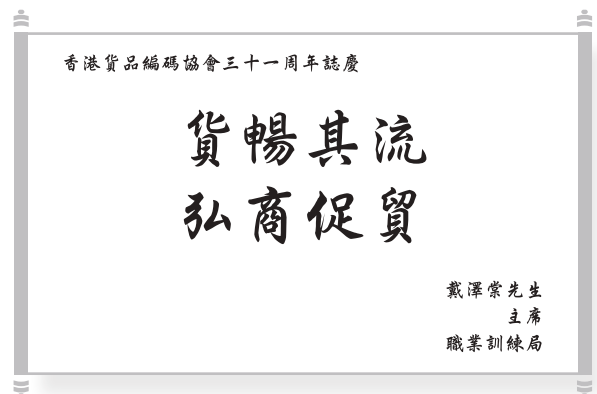 香港貨品編碼協會三十一周年誌慶
貨暢其流
弘商促貿
戴澤棠先生
主席
職業訓練局